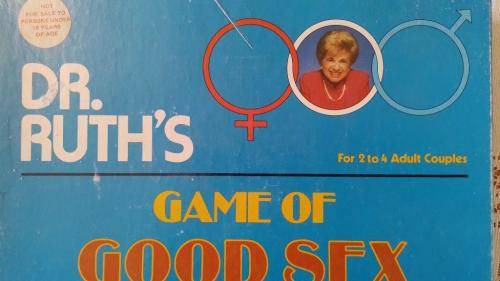 NOT
FOR SALE TO
PERSONS UNDER
18 YEARS
OF AGE
DR.
RUTH'S
For 2 to 4 Adult Couples
GAME OF
GOOD SEX